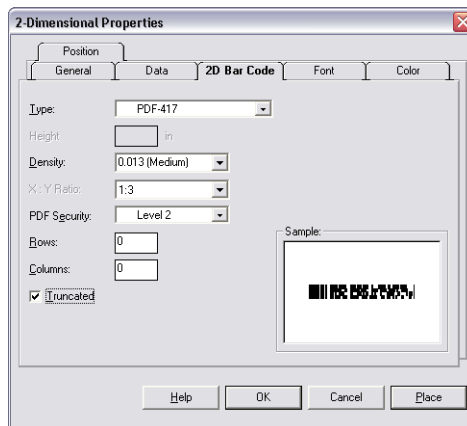 2-Dimensional Properties
Position
General Data 2D Bar Code Font Color
Type: PDF-417
Height in
Density: 0.013 (Medium)
X : Y Ratio: 1:3
PDF Security: Level 2
Rows: 0
Columns: 0
Truncated
Sample:
Help OK Cancel Place